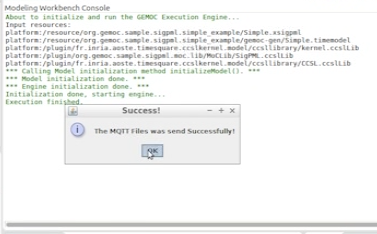 Modeling Workbench Console
About to initialize and run the GEMOC Execution Engine...
Input resources:
platform:/resource/org.gemoc.sample.sigpml.simple_example/Simple.xsigpml
platform:/resource/org.gemoc.sample.sigpml.simple_example/gemoc-gen/Simple.timemodel
platform:/plugin/fr.inria.aoste.timesquare.ccslkernel.model/ccsllibrary/kernel.ccslLib
platform:/plugin/org.gemoc.sample.sigpml.moc.lib/MoCLib/SigPML.ccslLib
platform:/plugin/fr.inria.aoste.timesquare.ccslkernel.model/ccsllibrary/CCSL.ccslLib
*** Calling Model initialization method initializeModel(). ***
*** Model initialization done. ***
*** Engine initialization done. ***
Initialization done, starting engine...
Execution finished.
Success!
The MQTT Files was send Successfully!
OK